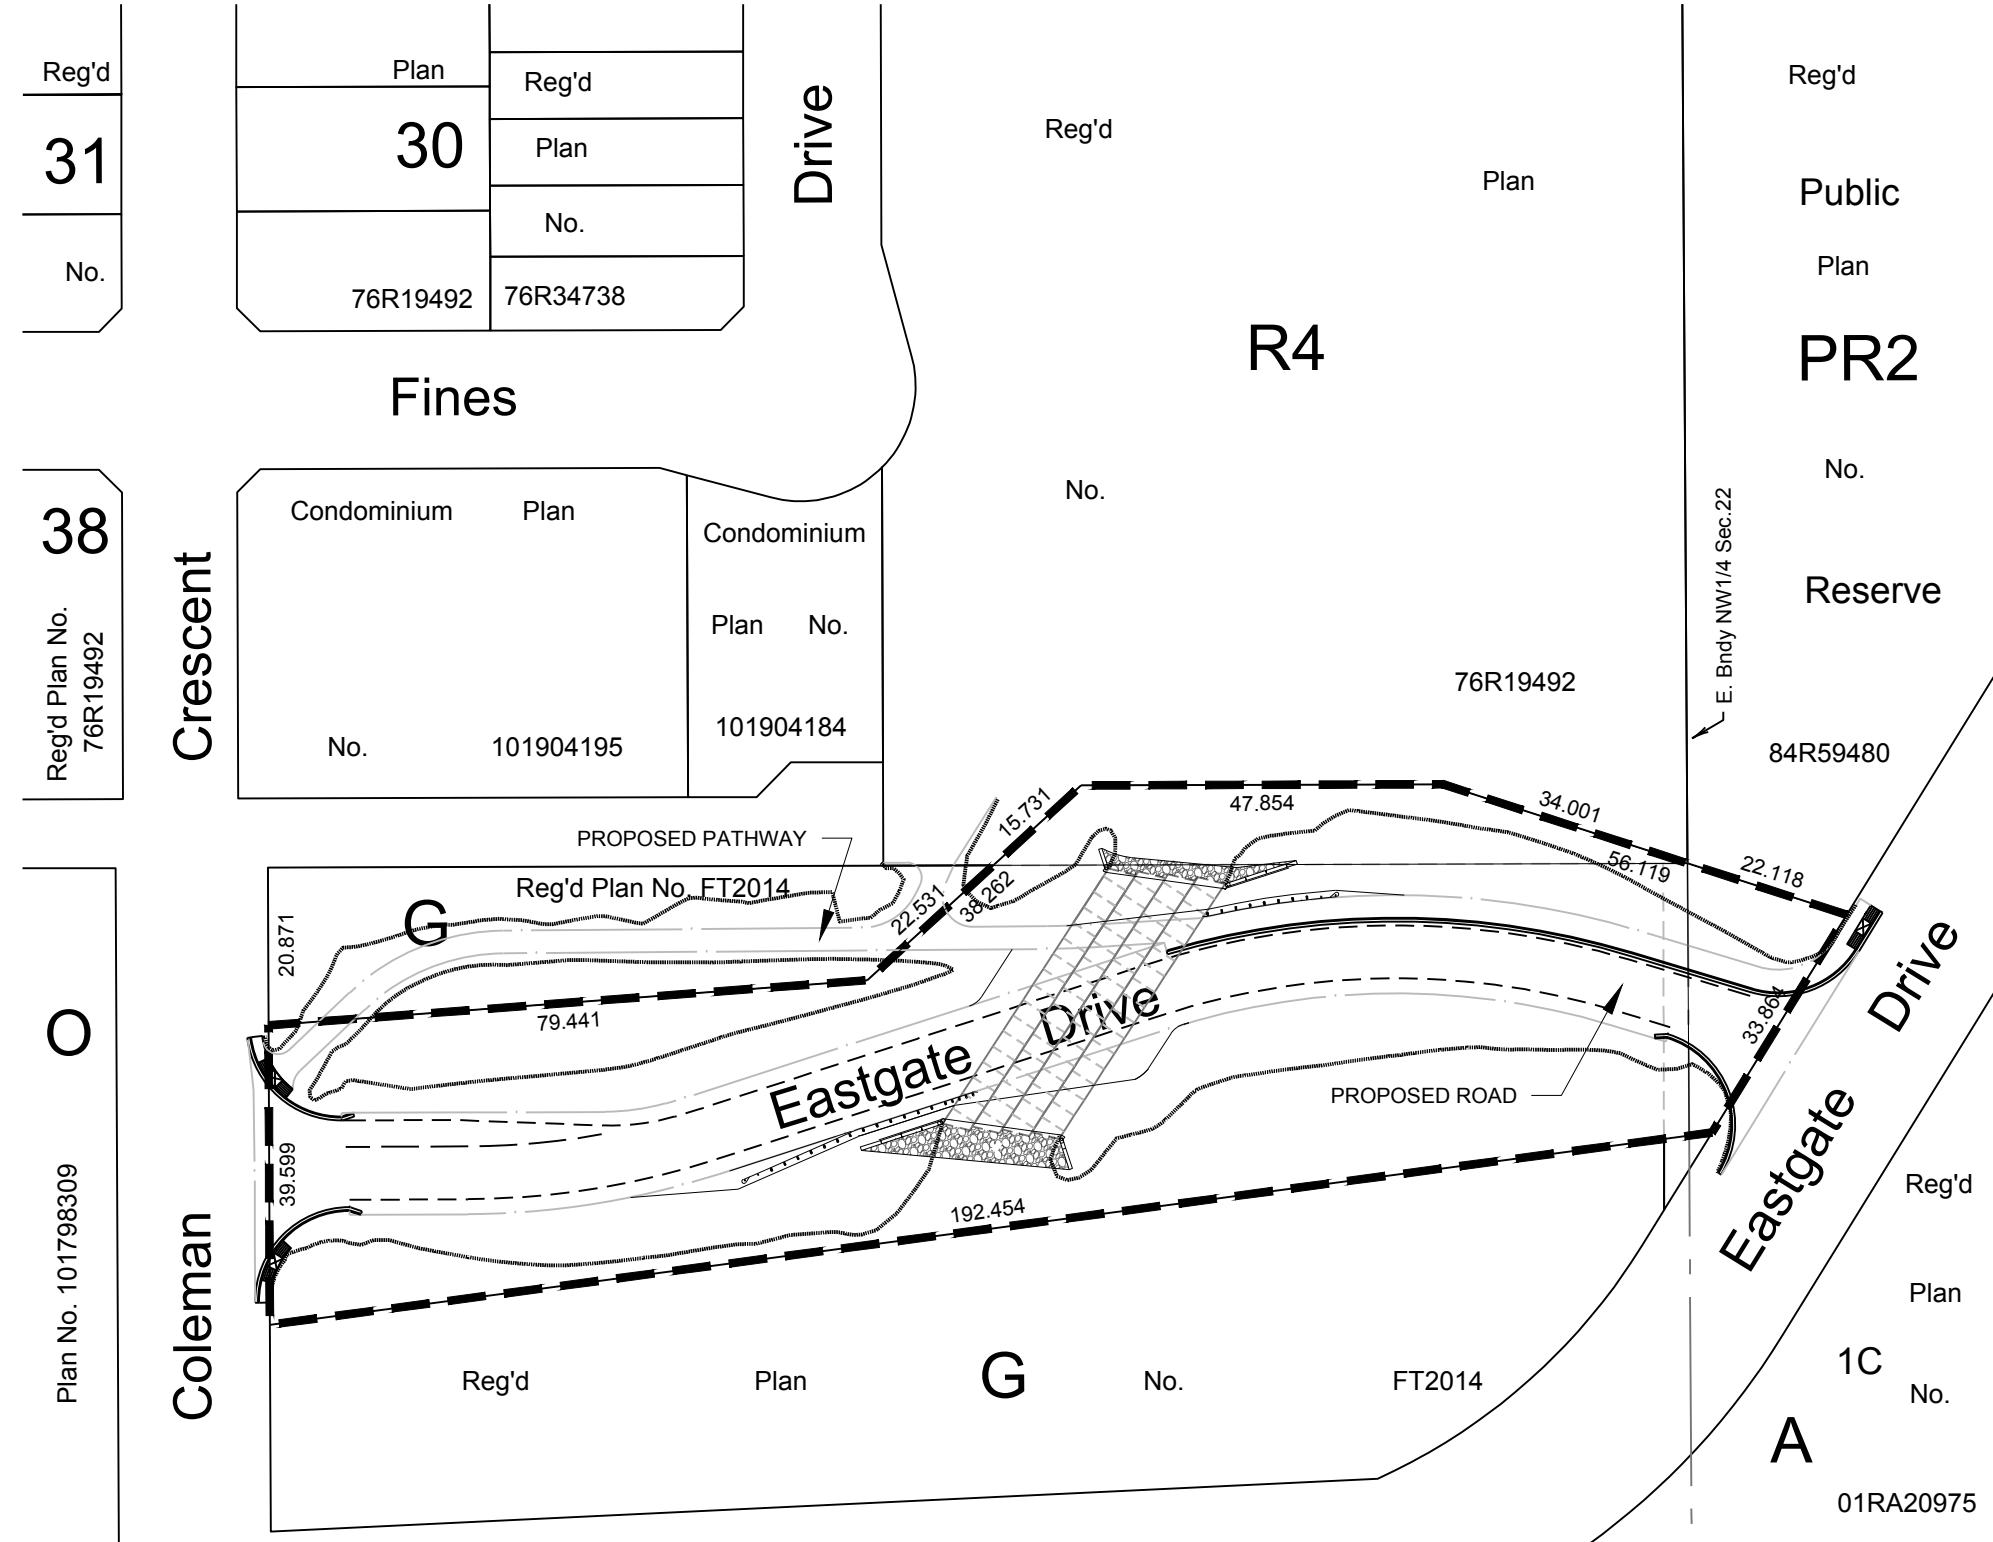 Reg'd
31
No.
Plan
30
76R19492
Reg'd
Plan
No.
76R34738
Drive
Reg'd
Plan
R4
No.
76R19492
Reg'd
Public
Plan
PR2
No.
Reserve
84R59480
E. Bndy NW1/4 Sec.22
Fines
38
Reg'd Plan No.
76R19492
Crescent
Condominium Plan
No. 101904195
Condominium
Plan No.
101904184
PROPOSED PATHWAY
Reg'd Plan No. FT2014
G
20.871
79.441
22.531
38.262
15.731
47.854
34.001
56.119
22.118
33.864
39.599
192.454
Eastgate Drive
PROPOSED ROAD
Eastgate Drive
O
Plan No. 101798309
Coleman
Reg'd Plan G No. FT2014
Reg'd
Plan
1C
No.
A
01RA20975